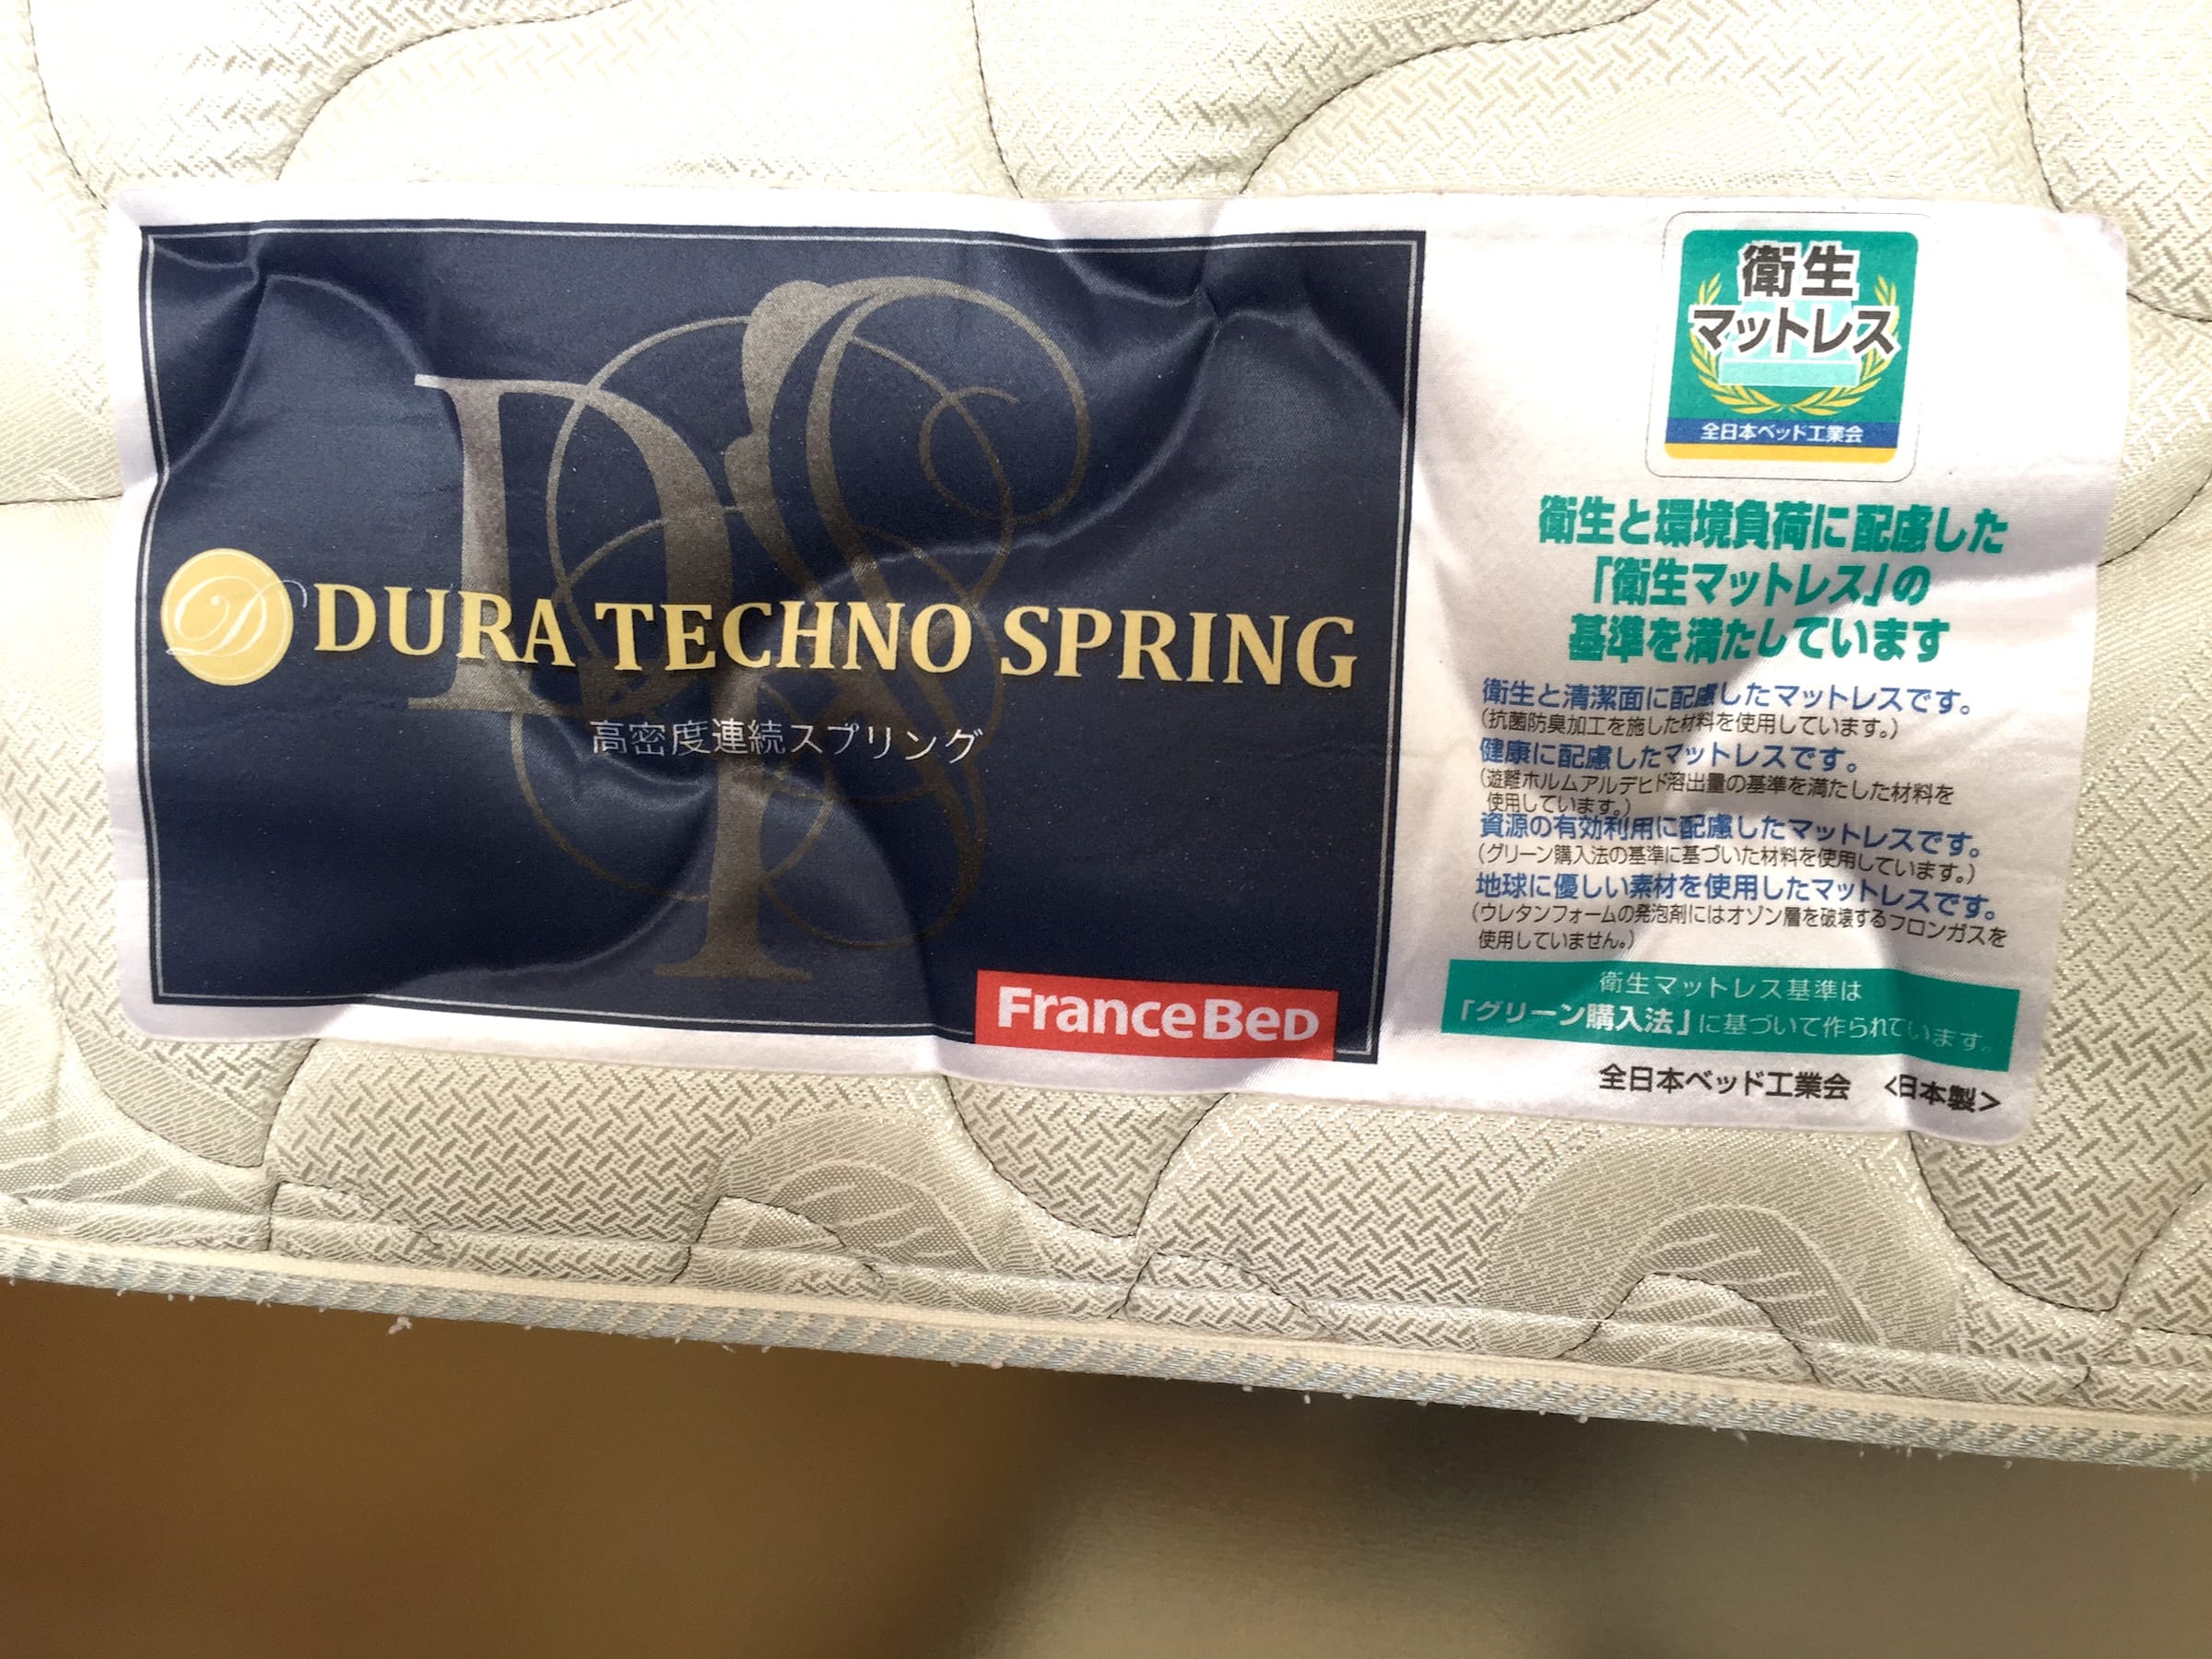 DURA TECHNO SPRING
高密度連続スプリング
FranceBeD
衛生
マットレス
全日本ベッド工業会
衛生と環境負荷に配慮した
「衛生マットレス」の
基準を満たしています
衛生と清潔面に配慮したマットレスです。
（抗菌防臭加工を施した材料を使用しています。）
健康に配慮したマットレスです。
（遊離ホルムアルデヒド溶出量の基準を満たした材料を
使用しています。）
資源の有効利用に配慮したマットレスです。
（グリーン購入法の基準に基づいた材料を使用しています。）
地球に優しい素材を使用したマットレスです。
（ウレタンフォームの発泡剤にはオゾン層を破壊するフロンガスを
使用していません。）
衛生マットレス基準は
「グリーン購入法」に基づいて作られています。
全日本ベッド工業会 <日本製>